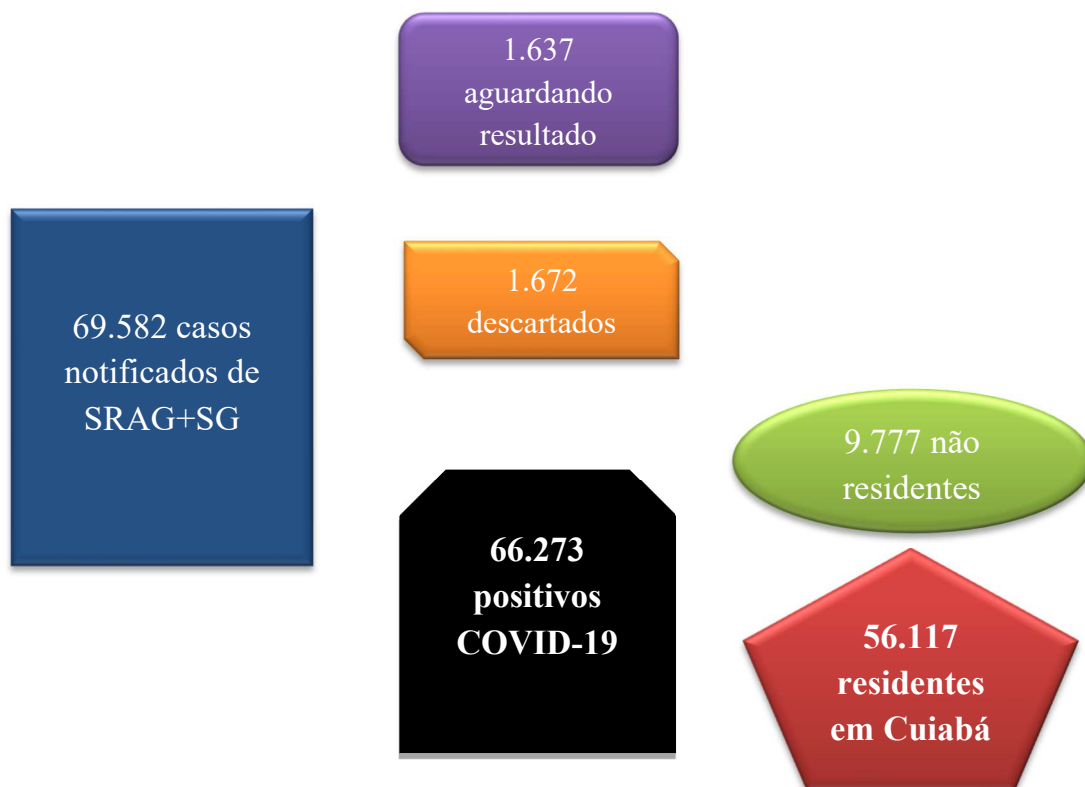 1.637
aguardando
resultado
69.582 casos
notificados de
SRAG+SG
1.672
descartados
66.273
positivos
COVID-19
9.777 não
residentes
56.117
residentes
em Cuiabá